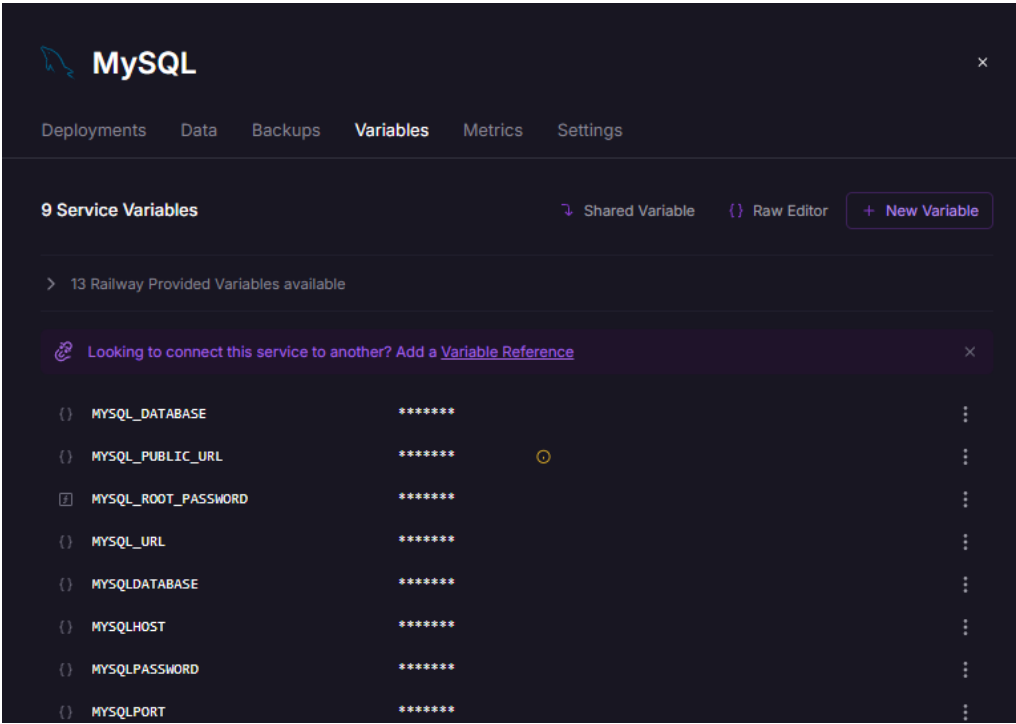 MySQL
Deployments Data Backups Variables Metrics Settings
9 Service Variables Shared Variable {} Raw Editor + New Variable
13 Railway Provided Variables available
Looking to connect this service to another? Add a Variable Reference
{} MYSQL_DATABASE *******
{} MYSQL_PUBLIC_URL *******
MYSQL_ROOT_PASSWORD *******
{} MYSQL_URL *******
{} MYSQLDATABASE *******
{} MYSQLHOST *******
{} MYSQLPASSWORD *******
{} MYSQLPORT *******